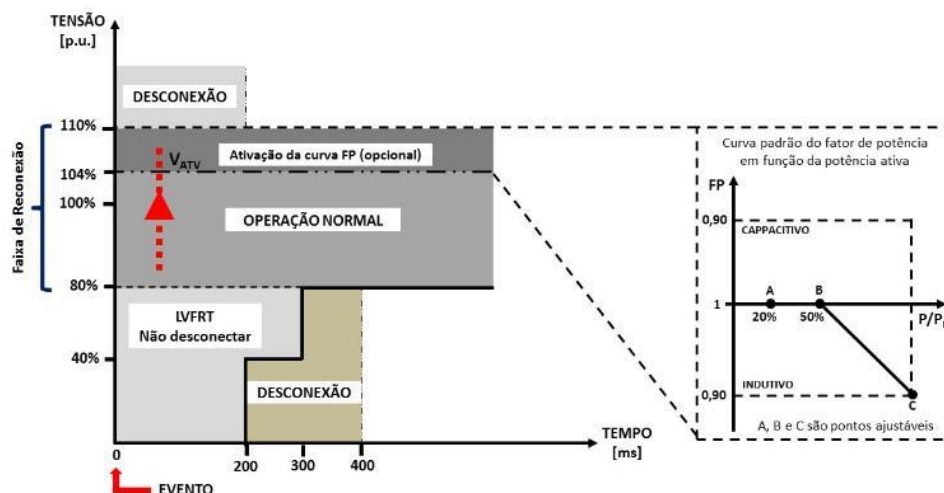 TENSÃO
[p.u.]
DESCONEXÃO
110%
Ativação da curva FP (opcional)
V_ATV
104%
100%
OPERAÇÃO NORMAL
Faixa de Reconexão
80%
LVFRT
Não desconectar
40%
DESCONEXÃO
0
200
300
400
TEMPO
[ms]
EVENTO
Curva padrão do fator de potência
em função da potência ativa
FP
0,90
CAPPACITIVO
A
B
1
20%
50%
0,90
INDUTIVO
C
A, B e C são pontos ajustáveis